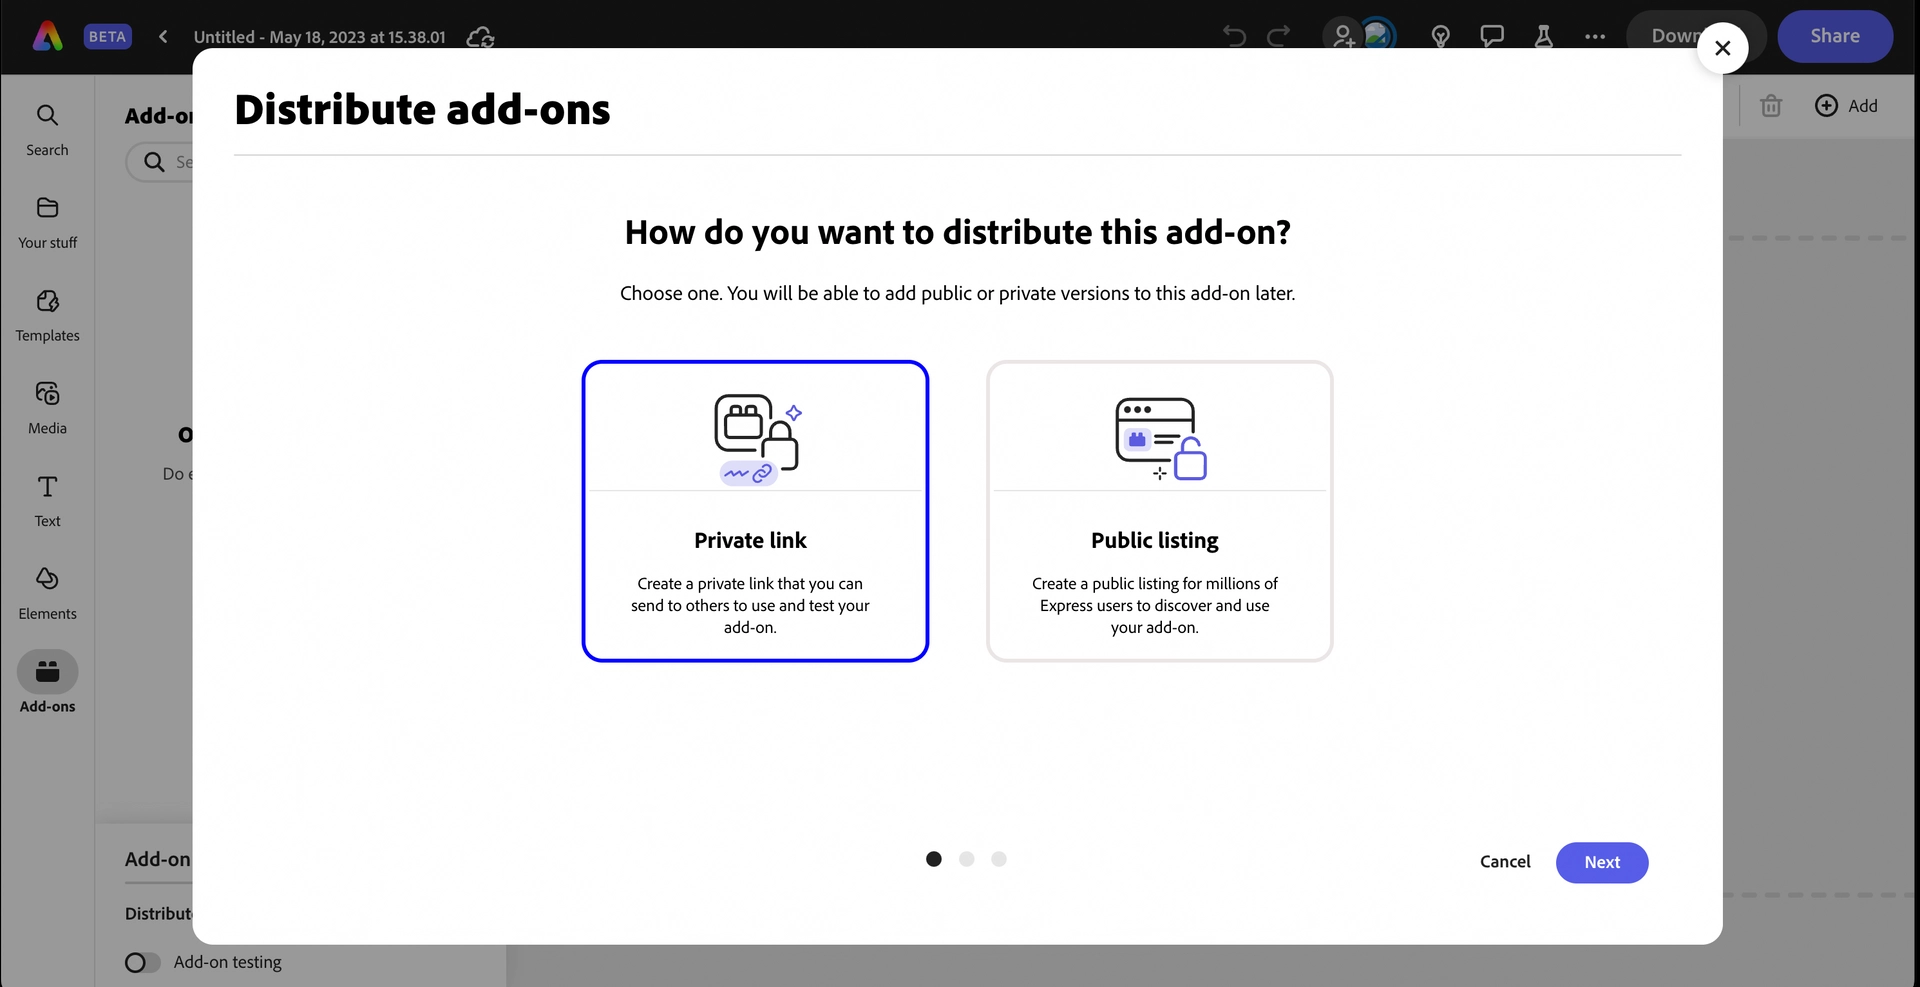 BETA
Untitled - May 18, 2023 at 15.38.01
Down
Share
Distribute add-ons
Add-o
Search
Se
Add
Your stuff
How do you want to distribute this add-on?
Choose one. You will be able to add public or private versions to this add-on later.
Templates
Media
Do e
Text
Private link
Create a private link that you can
send to others to use and test your
add-on.
Public listing
Create a public listing for millions of
Express users to discover and use
your add-on.
Elements
Add-ons
Add-on
Cancel
Next
Distribut
Add-on testing